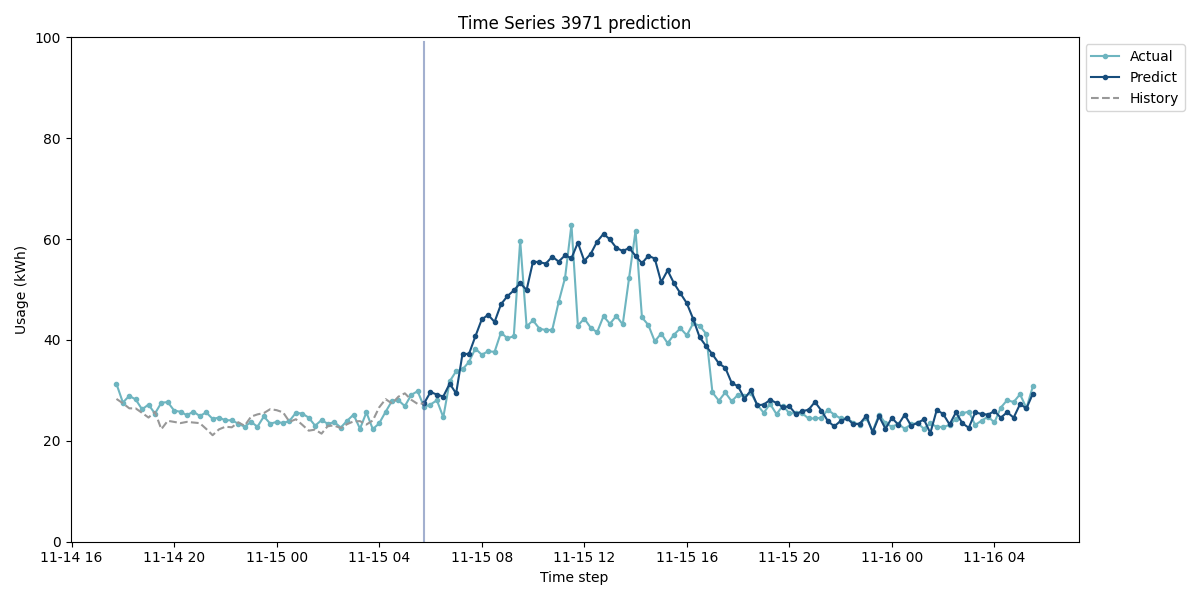 Time Series 3971 prediction
100
80
60
40
20
0
Usage (kWh)
11-14 16
11-14 20
11-15 00
11-15 04
11-15 08
11-15 12
11-15 16
11-15 20
11-16 00
11-16 04
Time step
Actual
Predict
History